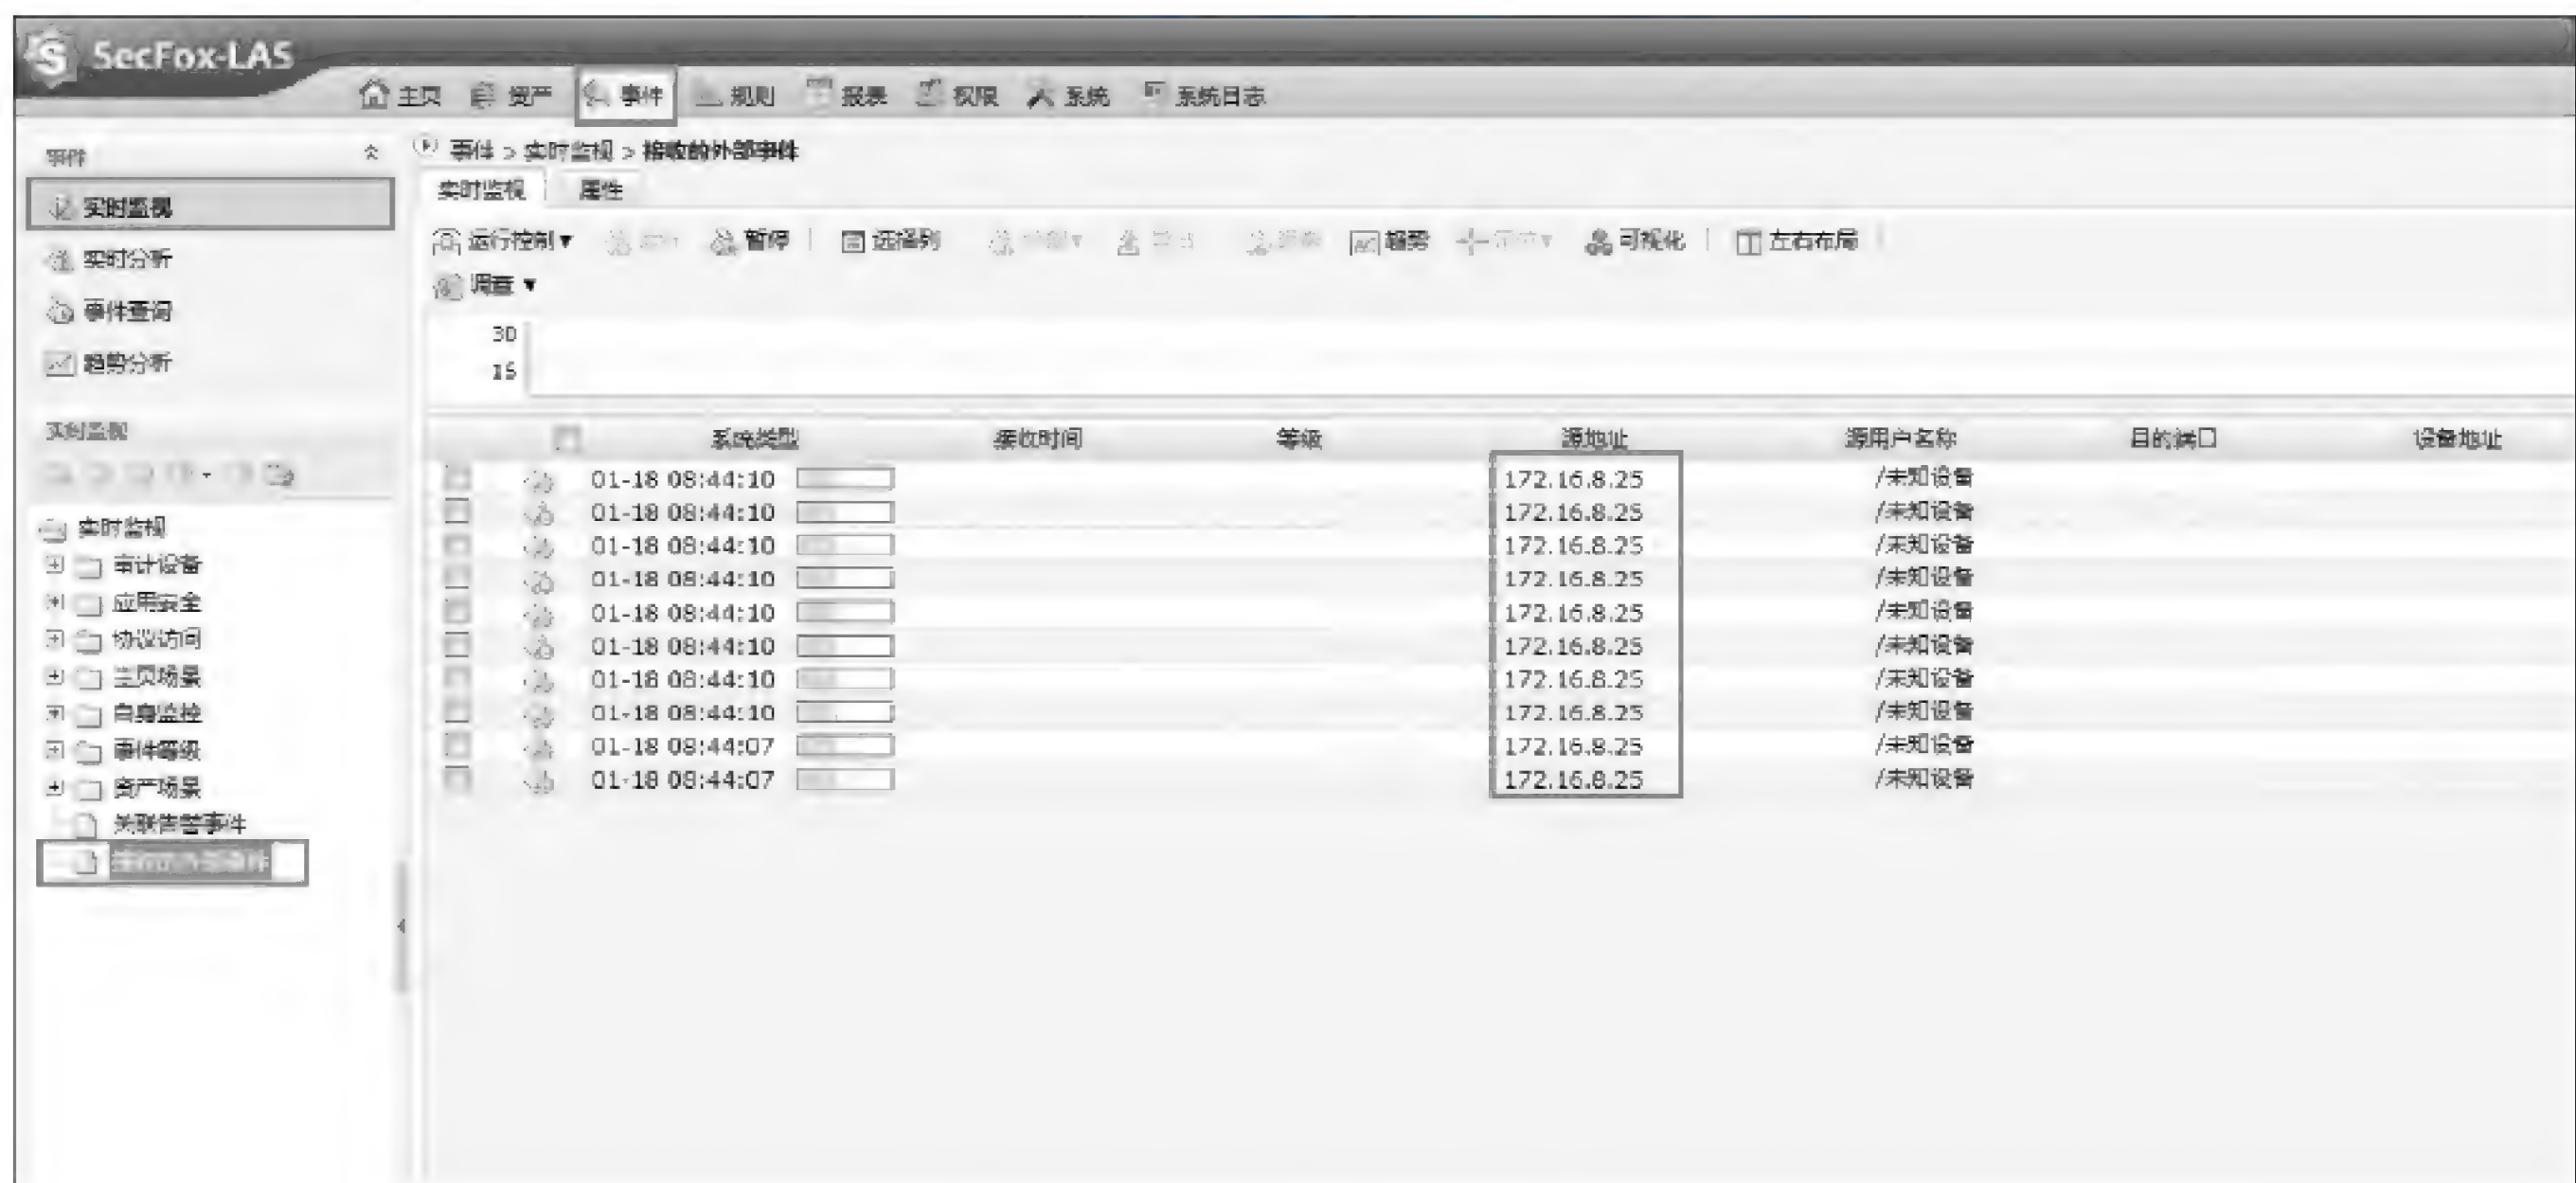 SecFox-LAS
主页 资产 事件 规则 报表 权限 系统 系统日志
事件
事件 > 实时监视 > 接收的外部事件
实时监视
实时分析
事件查询
趋势分析
实时监视 属性
运行控制▼ 暂停 选择列 趋势 可视化 左右布局
调查 ▼
30
15
实时监视
实时监视
审计设备
应用安全
协议访问
主页场景
自身监控
事件等级
资产场景
关联告警事件
系统类型 接收时间 等级 源地址 源用户名称 目的端口 设备地址
01-18 08:44:10 172.16.8.25 /未知设备
01-18 08:44:10 172.16.8.25 /未知设备
01-18 08:44:10 172.16.8.25 /未知设备
01-18 08:44:10 172.16.8.25 /未知设备
01-18 08:44:10 172.16.8.25 /未知设备
01-18 08:44:10 172.16.8.25 /未知设备
01-18 08:44:10 172.16.8.25 /未知设备
01-18 08:44:10 172.16.8.25 /未知设备
01-18 08:44:07 172.16.8.25 /未知设备
01-18 08:44:07 172.16.8.25 /未知设备